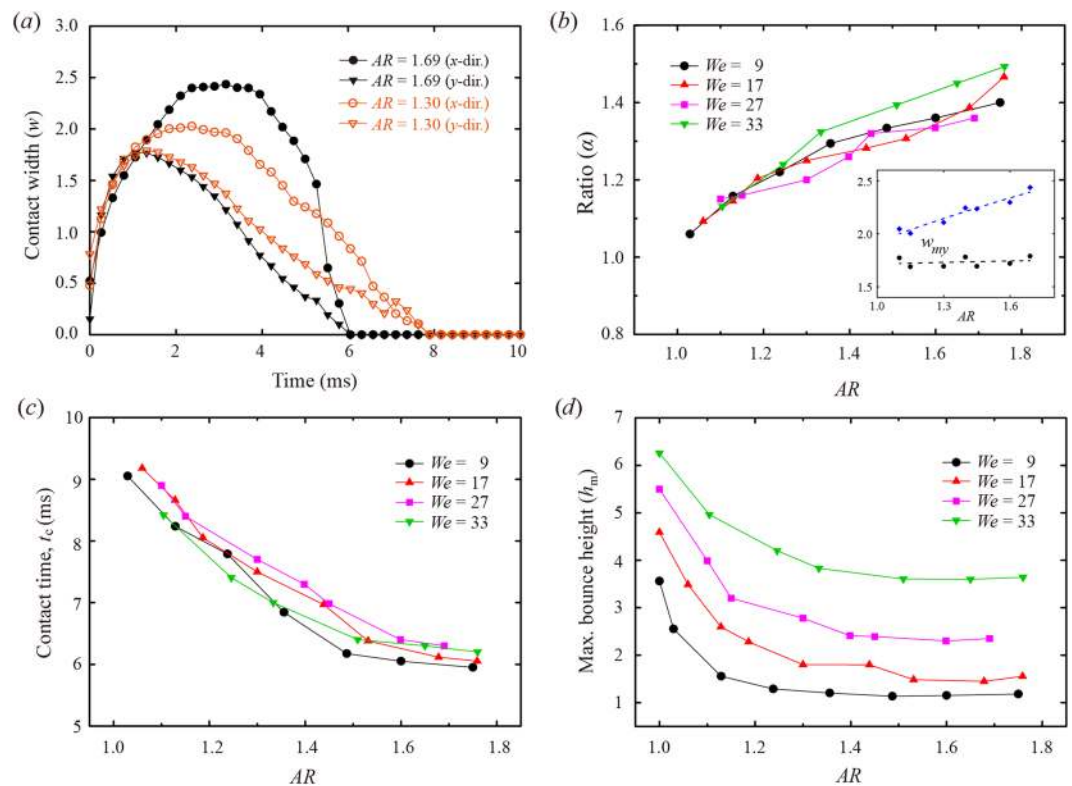 (a)
Contact width (w)
3.0
2.5
2.0
1.5
1.0
0.5
0.0
AR = 1.69 (x-dir.)
AR = 1.69 (y-dir.)
AR = 1.30 (x-dir.)
AR = 1.30 (y-dir.)
0 2 4 6 8 10
Time (ms)
(b)
Ratio (α)
1.6
1.4
1.2
1.0
0.8
We = 9
We = 17
We = 27
We = 33
2.5
2.0
1.5
w_my
1.0 1.3 1.6
AR
1.0 1.2 1.4 1.6 1.8
AR
(c)
Contact time, t_c (ms)
10
9
8
7
6
5
We = 9
We = 17
We = 27
We = 33
1.0 1.2 1.4 1.6 1.8
AR
(d)
Max. bounce height (h_m)
7
6
5
4
3
2
1
We = 9
We = 17
We = 27
We = 33
1.0 1.2 1.4 1.6 1.8
AR